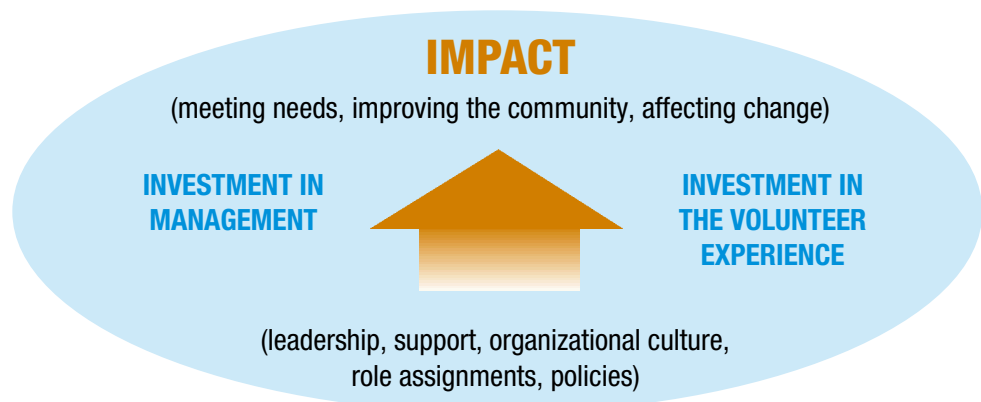 IMPACT
(meeting needs, improving the community, affecting change)
INVESTMENT IN
MANAGEMENT
INVESTMENT IN
THE VOLUNTEER
EXPERIENCE
(leadership, support, organizational culture,
role assignments, policies)